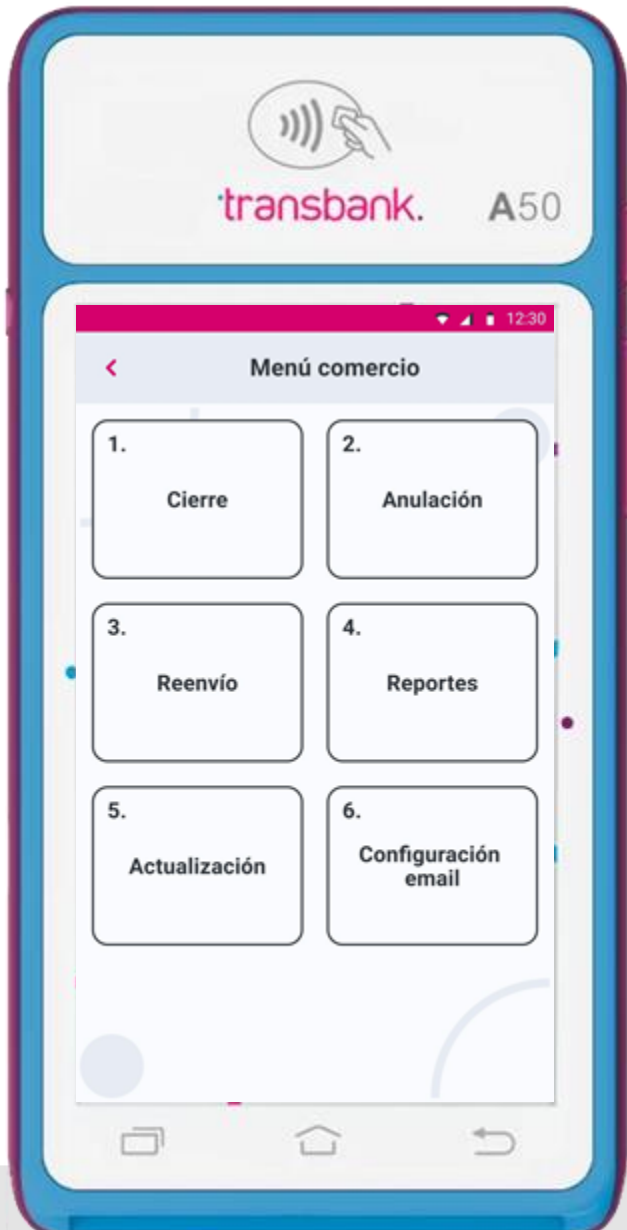 transbank.
A50
12:30
Menú comercio
1.
Cierre
2.
Anulación
3.
Reenvío
4.
Reportes
5.
Actualización
6.
Configuración
email